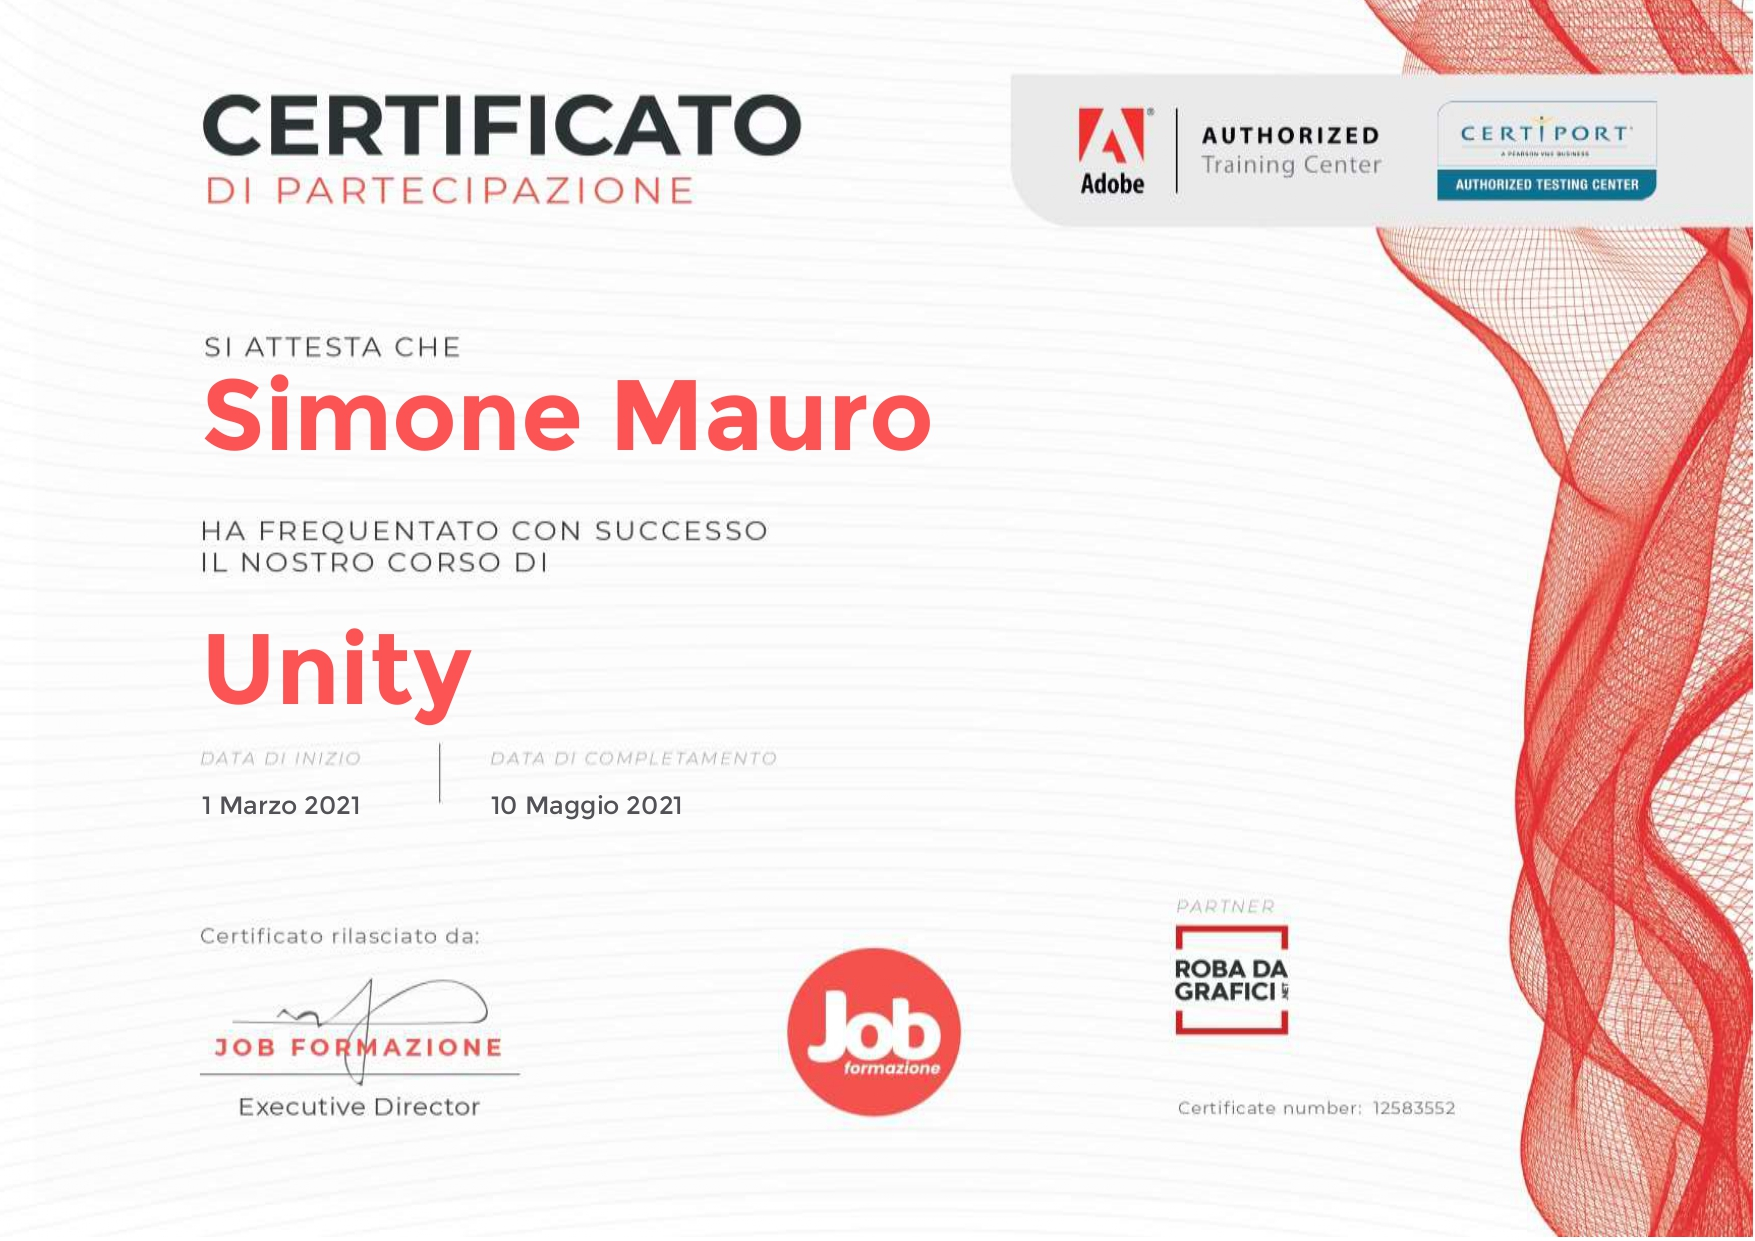 CERTIFICATO
DI PARTECIPAZIONE
Adobe®
AUTHORIZED
Training Center
CERTIPORT
A PEARSON VUE BUSINESS
AUTHORIZED TESTING CENTER
SI ATTESTA CHE
Simone Mauro
HA FREQUENTATO CON SUCCESSO
IL NOSTRO CORSO DI
Unity
DATA DI INIZIO
1 Marzo 2021
DATA DI COMPLETAMENTO
10 Maggio 2021
Certificato rilasciato da:
JOB FORMAZIONE
Executive Director
Job
formazione
PARTNER
ROBA DA
GRAFICI.NET
Certificate number: 12583552